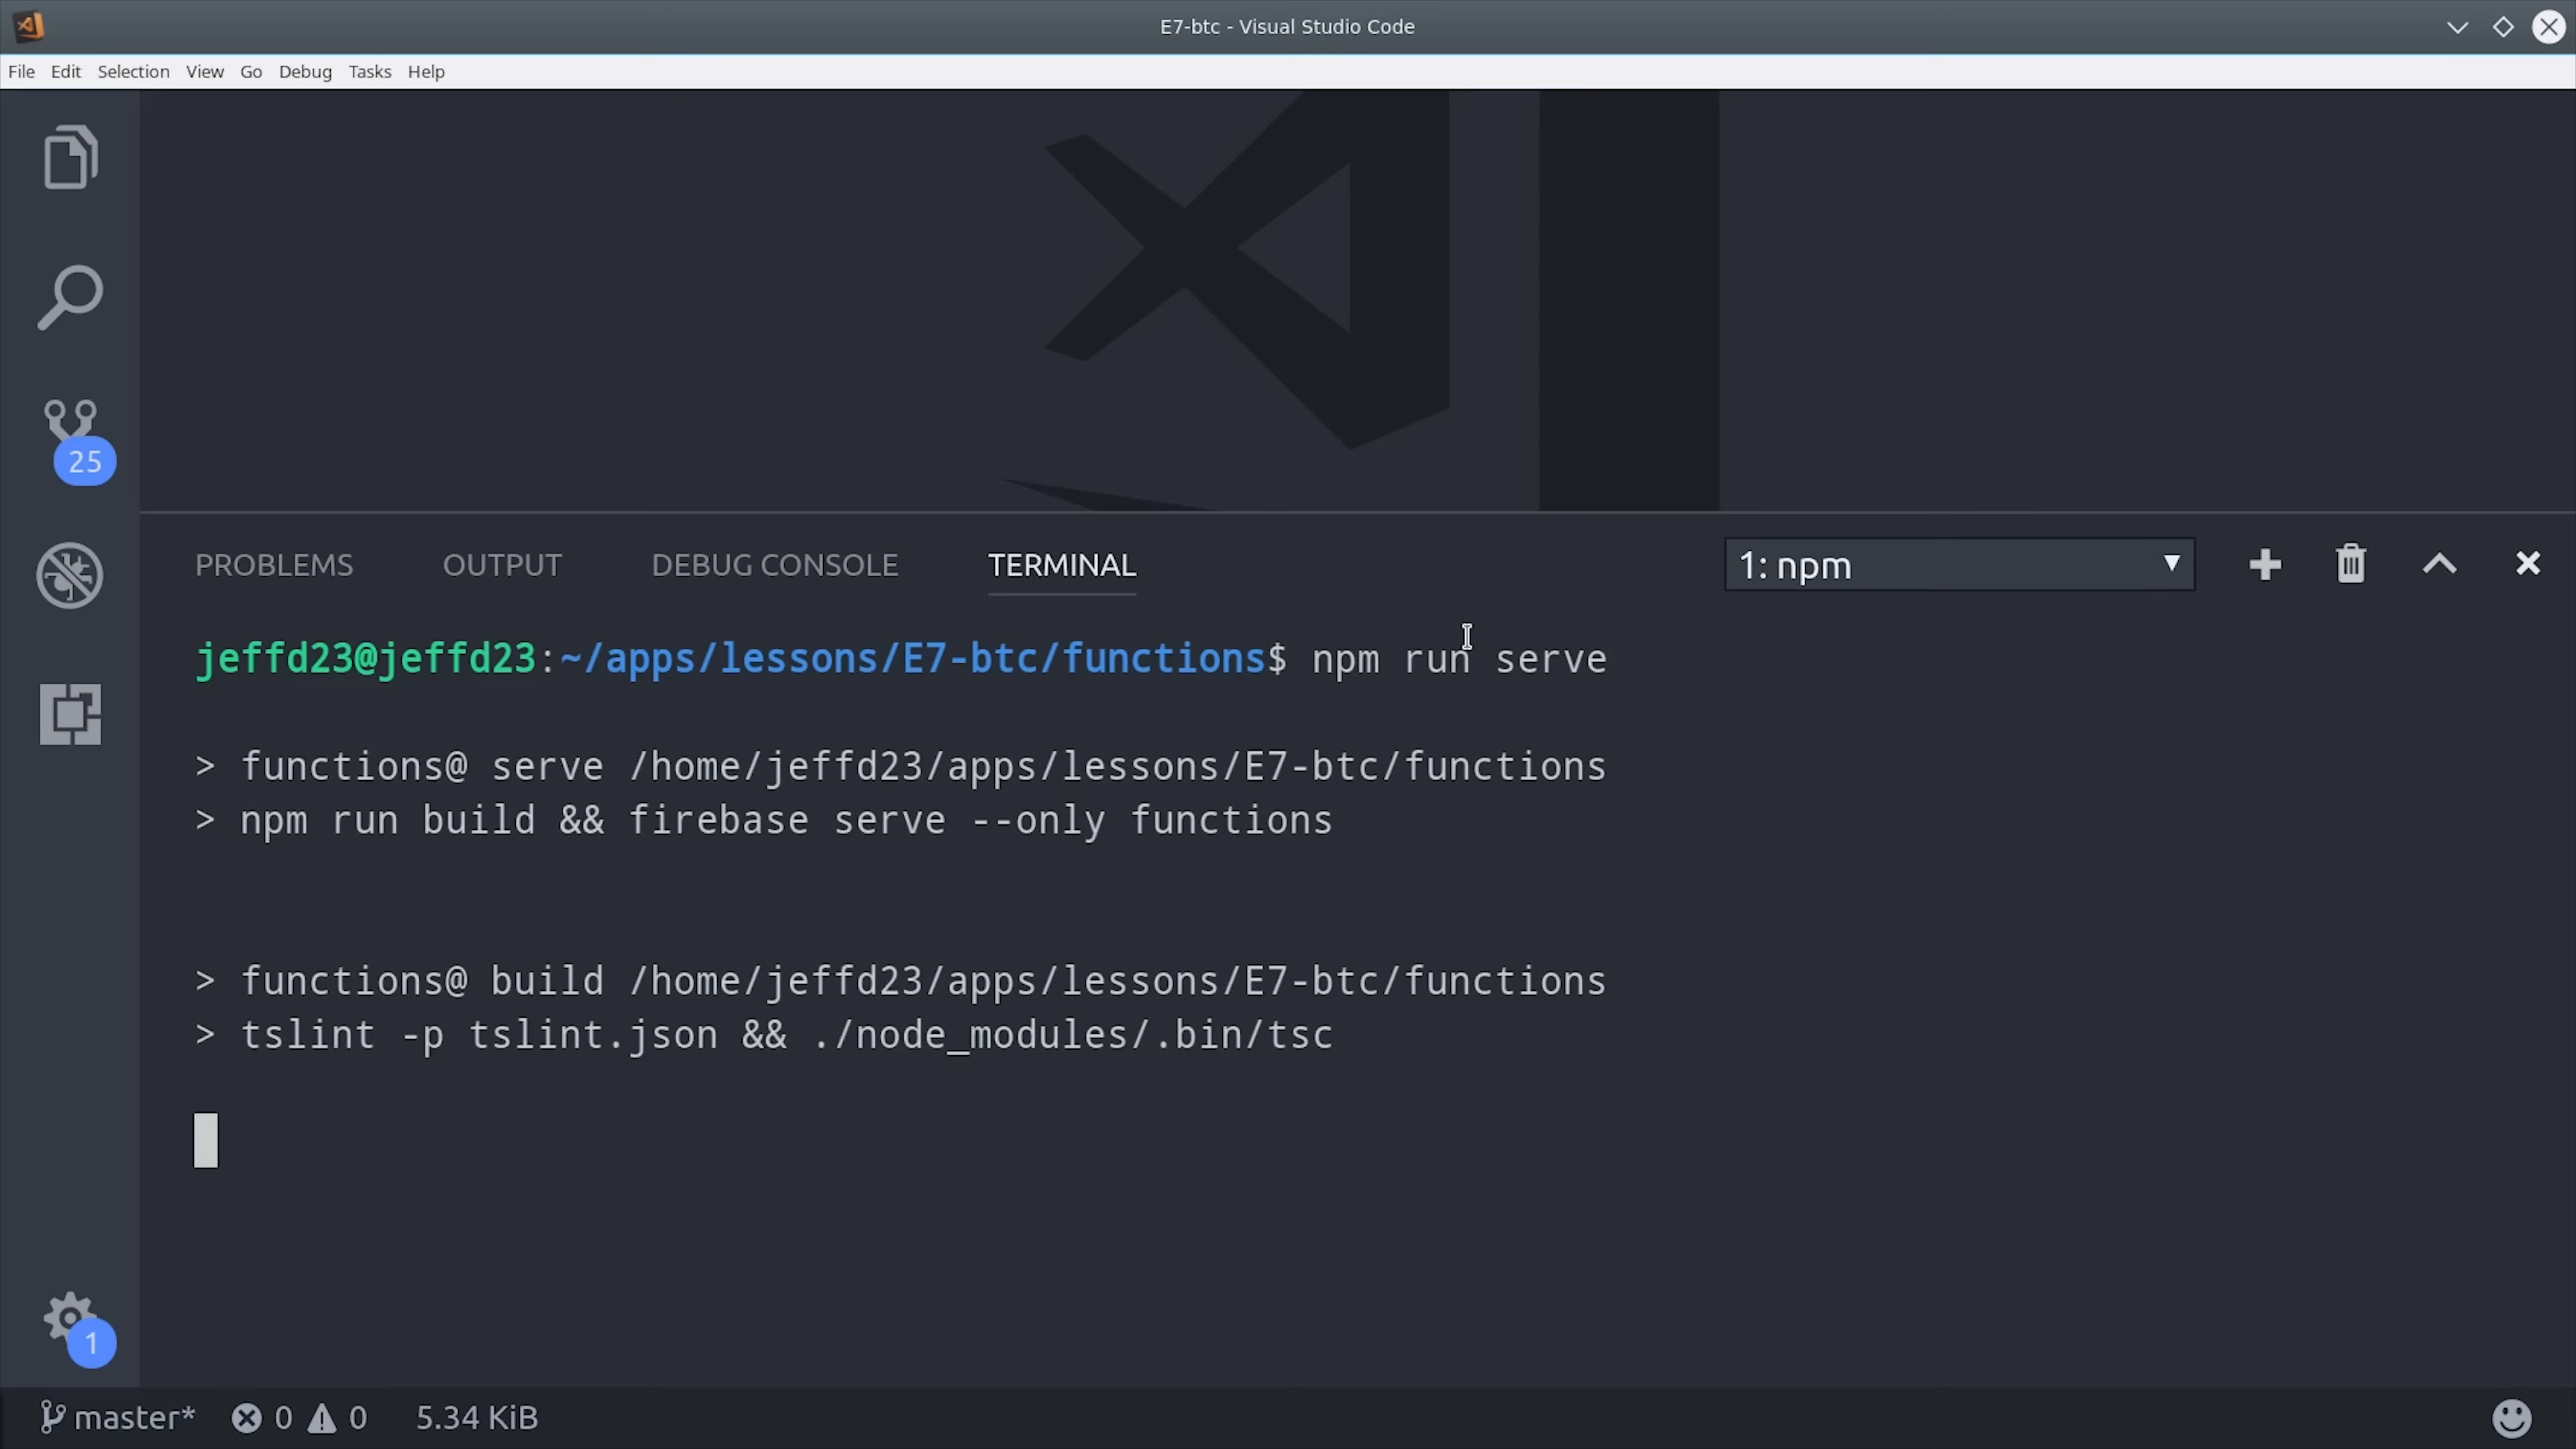 E7-btc - Visual Studio Code
File Edit Selection View Go Debug Tasks Help
25
PROBLEMS OUTPUT DEBUG CONSOLE TERMINAL 1: npm
jeffd23@jeffd23:~/apps/lessons/E7-btc/functions$ npm run serve
> functions@ serve /home/jeffd23/apps/lessons/E7-btc/functions
> npm run build && firebase serve --only functions
> functions@ build /home/jeffd23/apps/lessons/E7-btc/functions
> tslint -p tslint.json && ./node_modules/.bin/tsc
1
master* 0 0 5.34 KiB